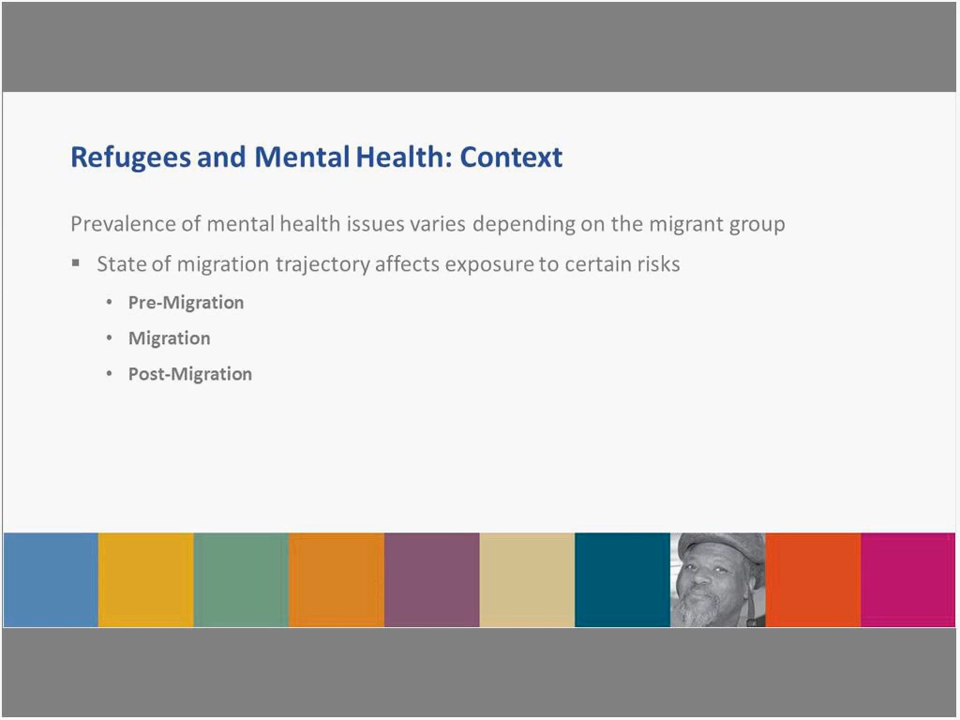 Refugees and Mental Health: Context
Prevalence of mental health issues varies depending on the migrant group
▪ State of migration trajectory affects exposure to certain risks
• Pre-Migration
• Migration
• Post-Migration